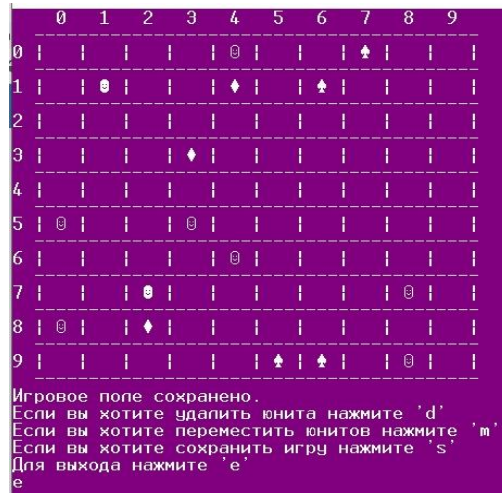 0 1 2 3 4 5 6 7 8 9
0 | | | | | ☺ | | | ♠ | | |
1 | | ☻ | | | ♦ | | ♠ | | | |
2 | | | | | | | | | | |
3 | | | | ♦ | | | | | | |
4 | | | | | | | | | | |
5 | ☺ | | | ☺ | | | | | | |
6 | | | | | ☺ | | | | | |
7 | | | ☻ | | | | | | ☺ | |
8 | ☺ | | ♦ | | | | | | | |
9 | | | | | | ♠ | ♠ | | ☺ | |
Игровое поле сохранено.
Если вы хотите удалить юнита нажмите 'd'
Если вы хотите переместить юнитов нажмите 'm'
Если вы хотите сохранить игру нажмите 's'
Для выхода нажмите 'e'
e